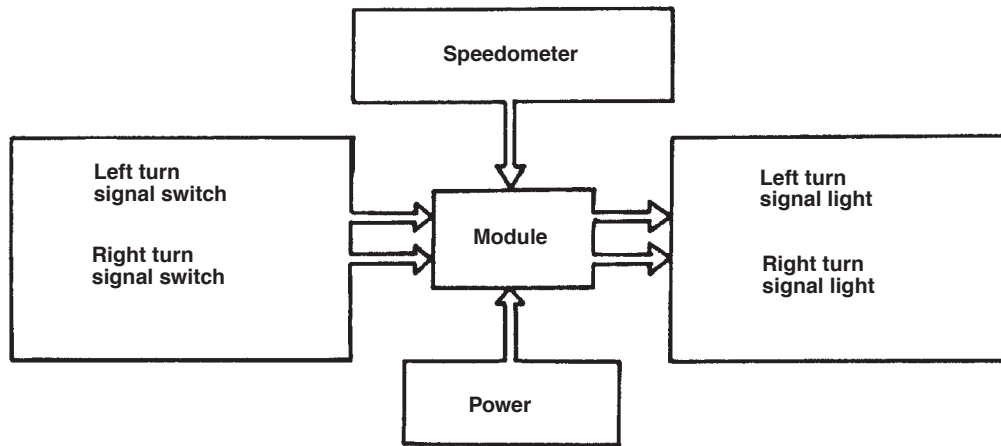 Speedometer
Left turn
signal switch
Right turn
signal switch
Module
Left turn
signal light
Right turn
signal light
Power